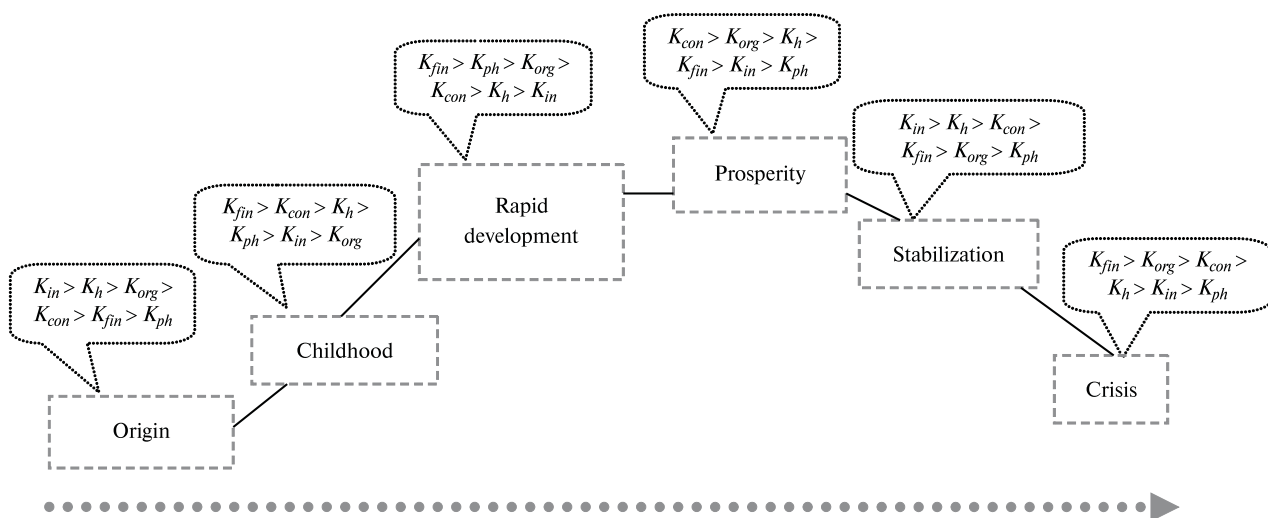 K_in > K_h > K_org >
K_con > K_fin > K_ph
Origin
K_fin > K_con > K_h >
K_ph > K_in > K_org
Childhood
K_fin > K_ph > K_org >
K_con > K_h > K_in
Rapid
development
K_con > K_org > K_h >
K_fin > K_in > K_ph
Prosperity
K_in > K_h > K_con >
K_fin > K_org > K_ph
Stabilization
K_fin > K_org > K_con >
K_h > K_in > K_ph
Crisis